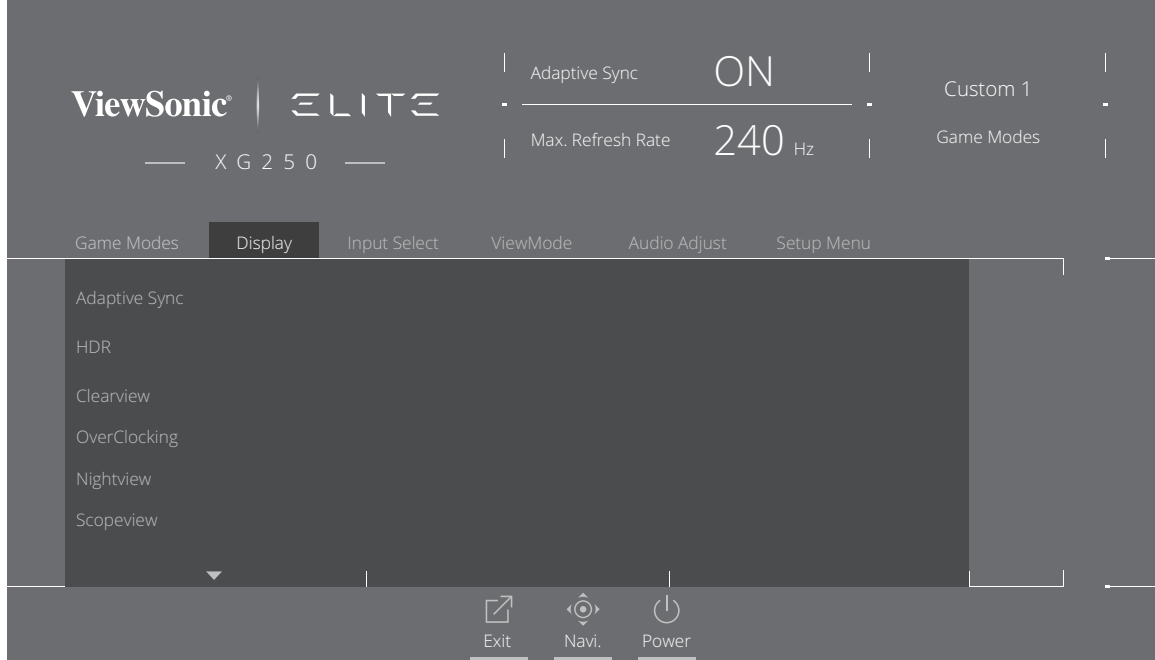 ViewSonic® | ELITE
XG250
Adaptive Sync ON
Max. Refresh Rate 240 Hz
Custom 1
Game Modes
Game Modes Display Input Select ViewMode Audio Adjust Setup Menu
Adaptive Sync
HDR
Clearview
OverClocking
Nightview
Scopeview
Exit Navi. Power